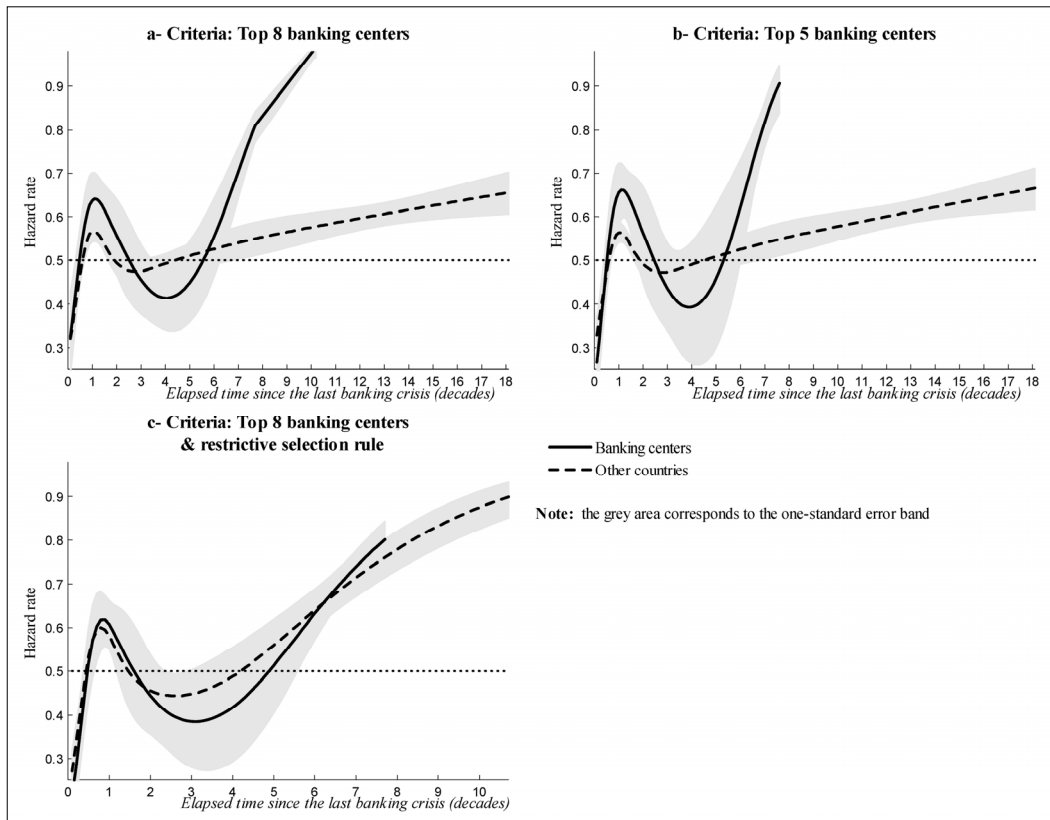 a- Criteria: Top 8 banking centers
Hazard rate
0.9
0.8
0.7
0.6
0.5
0.4
0.3
0 1 2 3 4 5 6 7 8 9 10 11 12 13 14 15 16 17 18
Elapsed time since the last banking crisis (decades)
b- Criteria: Top 5 banking centers
Hazard rate
0.9
0.8
0.7
0.6
0.5
0.4
0.3
0 1 2 3 4 5 6 7 8 9 10 11 12 13 14 15 16 17 18
Elapsed time since the last banking crisis (decades)
c- Criteria: Top 8 banking centers
& restrictive selection rule
Hazard rate
0.9
0.8
0.7
0.6
0.5
0.4
0.3
0 1 2 3 4 5 6 7 8 9 10
Elapsed time since the last banking crisis (decades)
Banking centers
Other countries
Note: the grey area corresponds to the one-standard error band